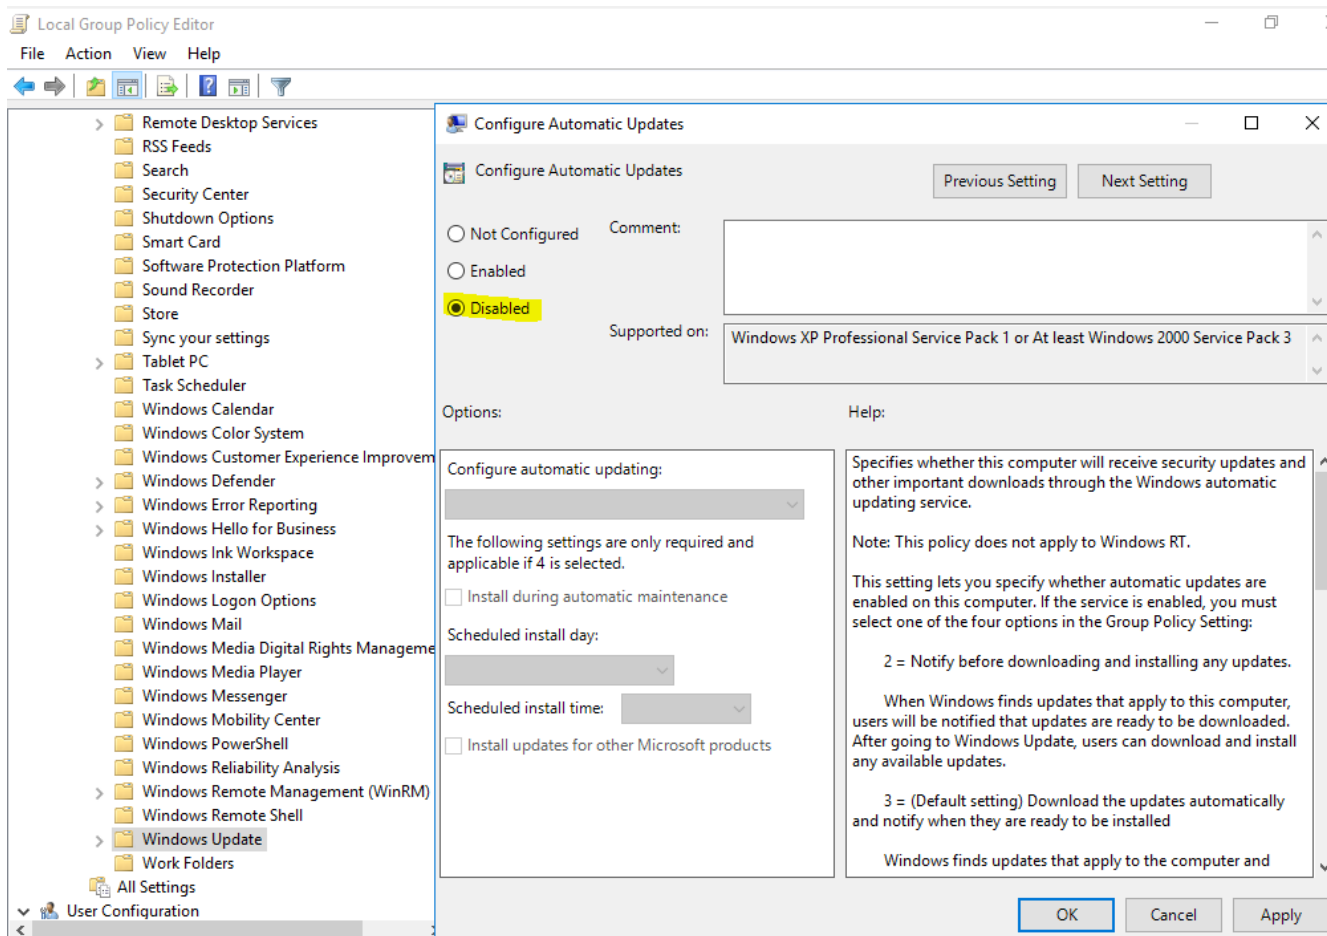 Local Group Policy Editor
File Action View Help
Remote Desktop Services
RSS Feeds
Search
Security Center
Shutdown Options
Smart Card
Software Protection Platform
Sound Recorder
Store
Sync your settings
Tablet PC
Task Scheduler
Windows Calendar
Windows Color System
Windows Customer Experience Improvem
Windows Defender
Windows Error Reporting
Windows Hello for Business
Windows Ink Workspace
Windows Installer
Windows Logon Options
Windows Mail
Windows Media Digital Rights Manageme
Windows Media Player
Windows Messenger
Windows Mobility Center
Windows PowerShell
Windows Reliability Analysis
Windows Remote Management (WinRM)
Windows Remote Shell
Windows Update
Work Folders
All Settings
User Configuration
Configure Automatic Updates
Configure Automatic Updates
Previous Setting
Next Setting
Not Configured
Enabled
Disabled
Comment:
Supported on:
Windows XP Professional Service Pack 1 or At least Windows 2000 Service Pack 3
Options:
Configure automatic updating:
The following settings are only required and
applicable if 4 is selected.
Install during automatic maintenance
Scheduled install day:
Scheduled install time:
Install updates for other Microsoft products
Help:
Specifies whether this computer will receive security updates and
other important downloads through the Windows automatic
updating service.
Note: This policy does not apply to Windows RT.
This setting lets you specify whether automatic updates are
enabled on this computer. If the service is enabled, you must
select one of the four options in the Group Policy Setting:
2 = Notify before downloading and installing any updates.
When Windows finds updates that apply to this computer,
users will be notified that updates are ready to be downloaded.
After going to Windows Update, users can download and install
any available updates.
3 = (Default setting) Download the updates automatically
and notify when they are ready to be installed
Windows finds updates that apply to the computer and
OK
Cancel
Apply